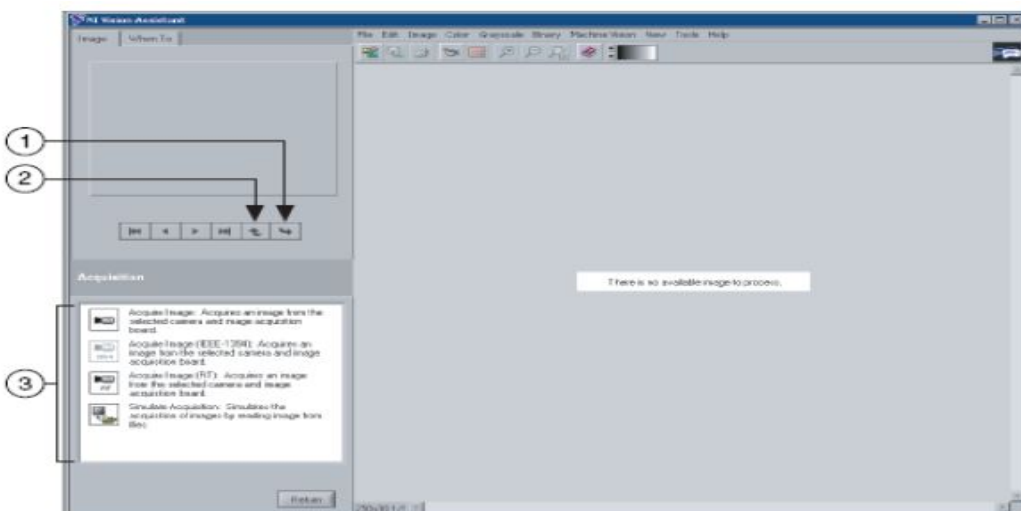 NI Vision Assistant
Image When To
File Edit Image Color Grayscale Binary Machine Vision View Tools Help
1
2
Acquisition
There is no available image to process.
Acquire Image: Acquires an image from the
selected camera and image acquisition
board.
Acquire Image (IEEE-1394): Acquires an
image from the selected camera and image
acquisition board.
3
Acquire Image (RT): Acquires an image
from the selected camera and image
acquisition board.
Simulate Acquisition: Simulates the
acquisition of images by reading image from
files.
Return